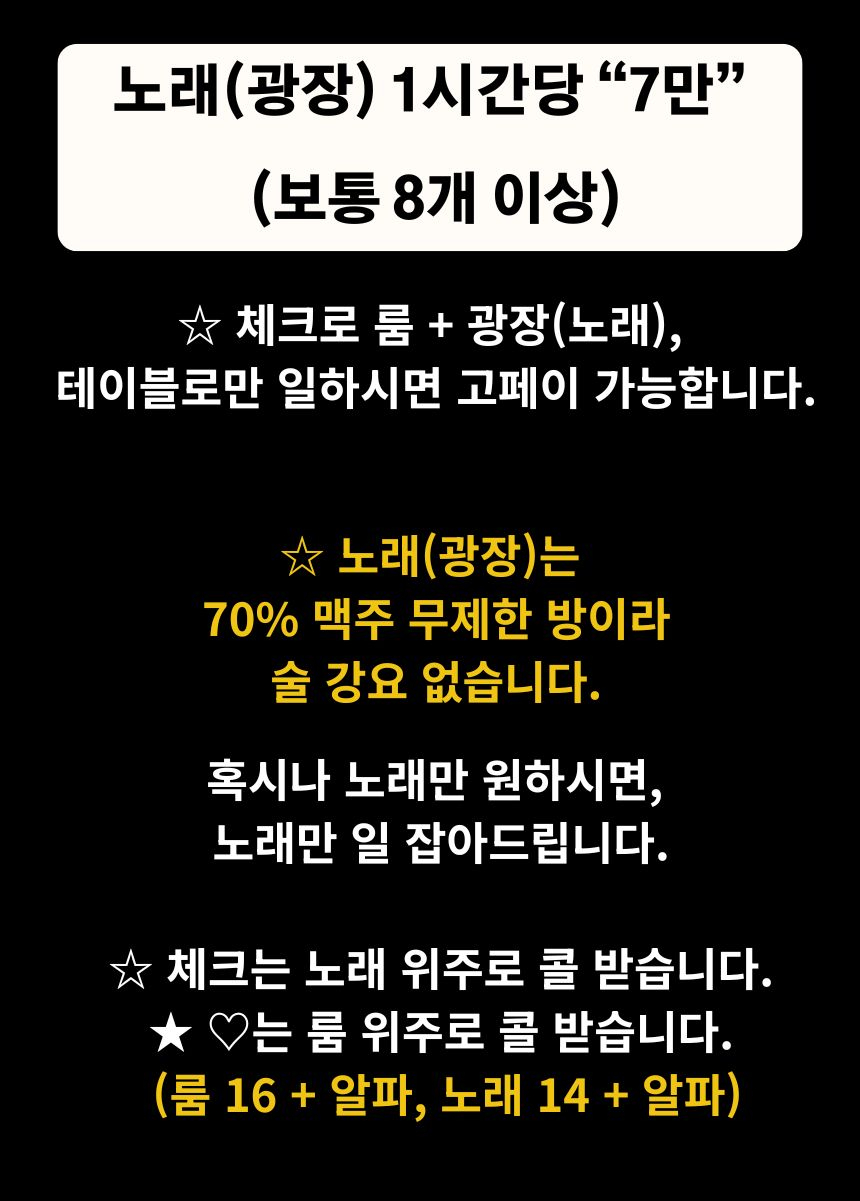 노래(광장) 1시간당 “7만”
(보통 8개 이상)
☆ 체크로 룸 + 광장(노래),
테이블로만 일하시면 고페이 가능합니다.
☆ 노래(광장)는
70% 맥주 무제한 방이라
술 강요 없습니다.
혹시나 노래만 원하시면,
노래만 일 잡아드립니다.
☆ 체크는 노래 위주로 콜 받습니다.
★ ♡는 룸 위주로 콜 받습니다.
(룸 16 + 알파, 노래 14 + 알파)